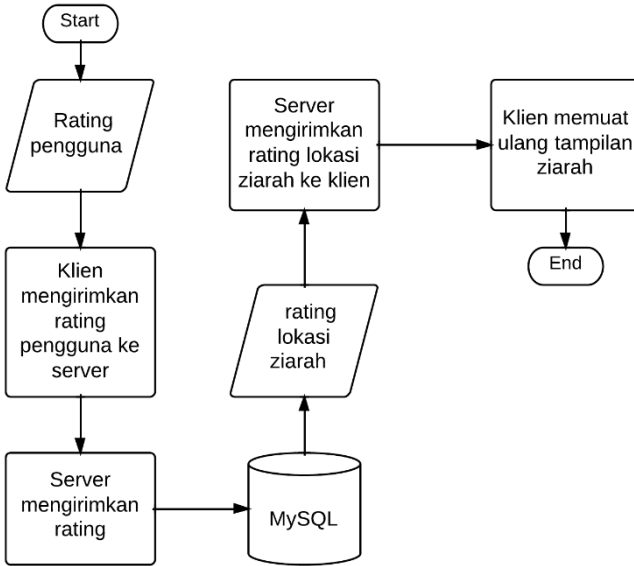 Start
Rating
pengguna
Klien
mengirimkan
rating
pengguna ke
server
Server
mengirimkan
rating
MySQL
rating
lokasi
ziarah
Server
mengirimkan
rating lokasi
ziarah ke klien
Klien memuat
ulang tampilan
ziarah
End